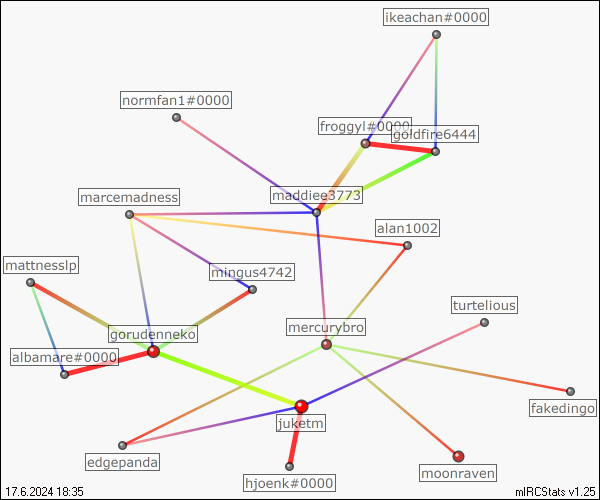 ikeachan#0000
normfan1#0000
froggyl#0000
goldfire6444
marcemadness
maddiee3773
alan1002
mattnesslp
mingus4742
turtelious
gorudenneko
mercurybro
albamare#0000
fakedingo
juketm
edgepanda
hjoenk#0000
moonraven
17.6.2024 18:35
mIRCStats v1.25